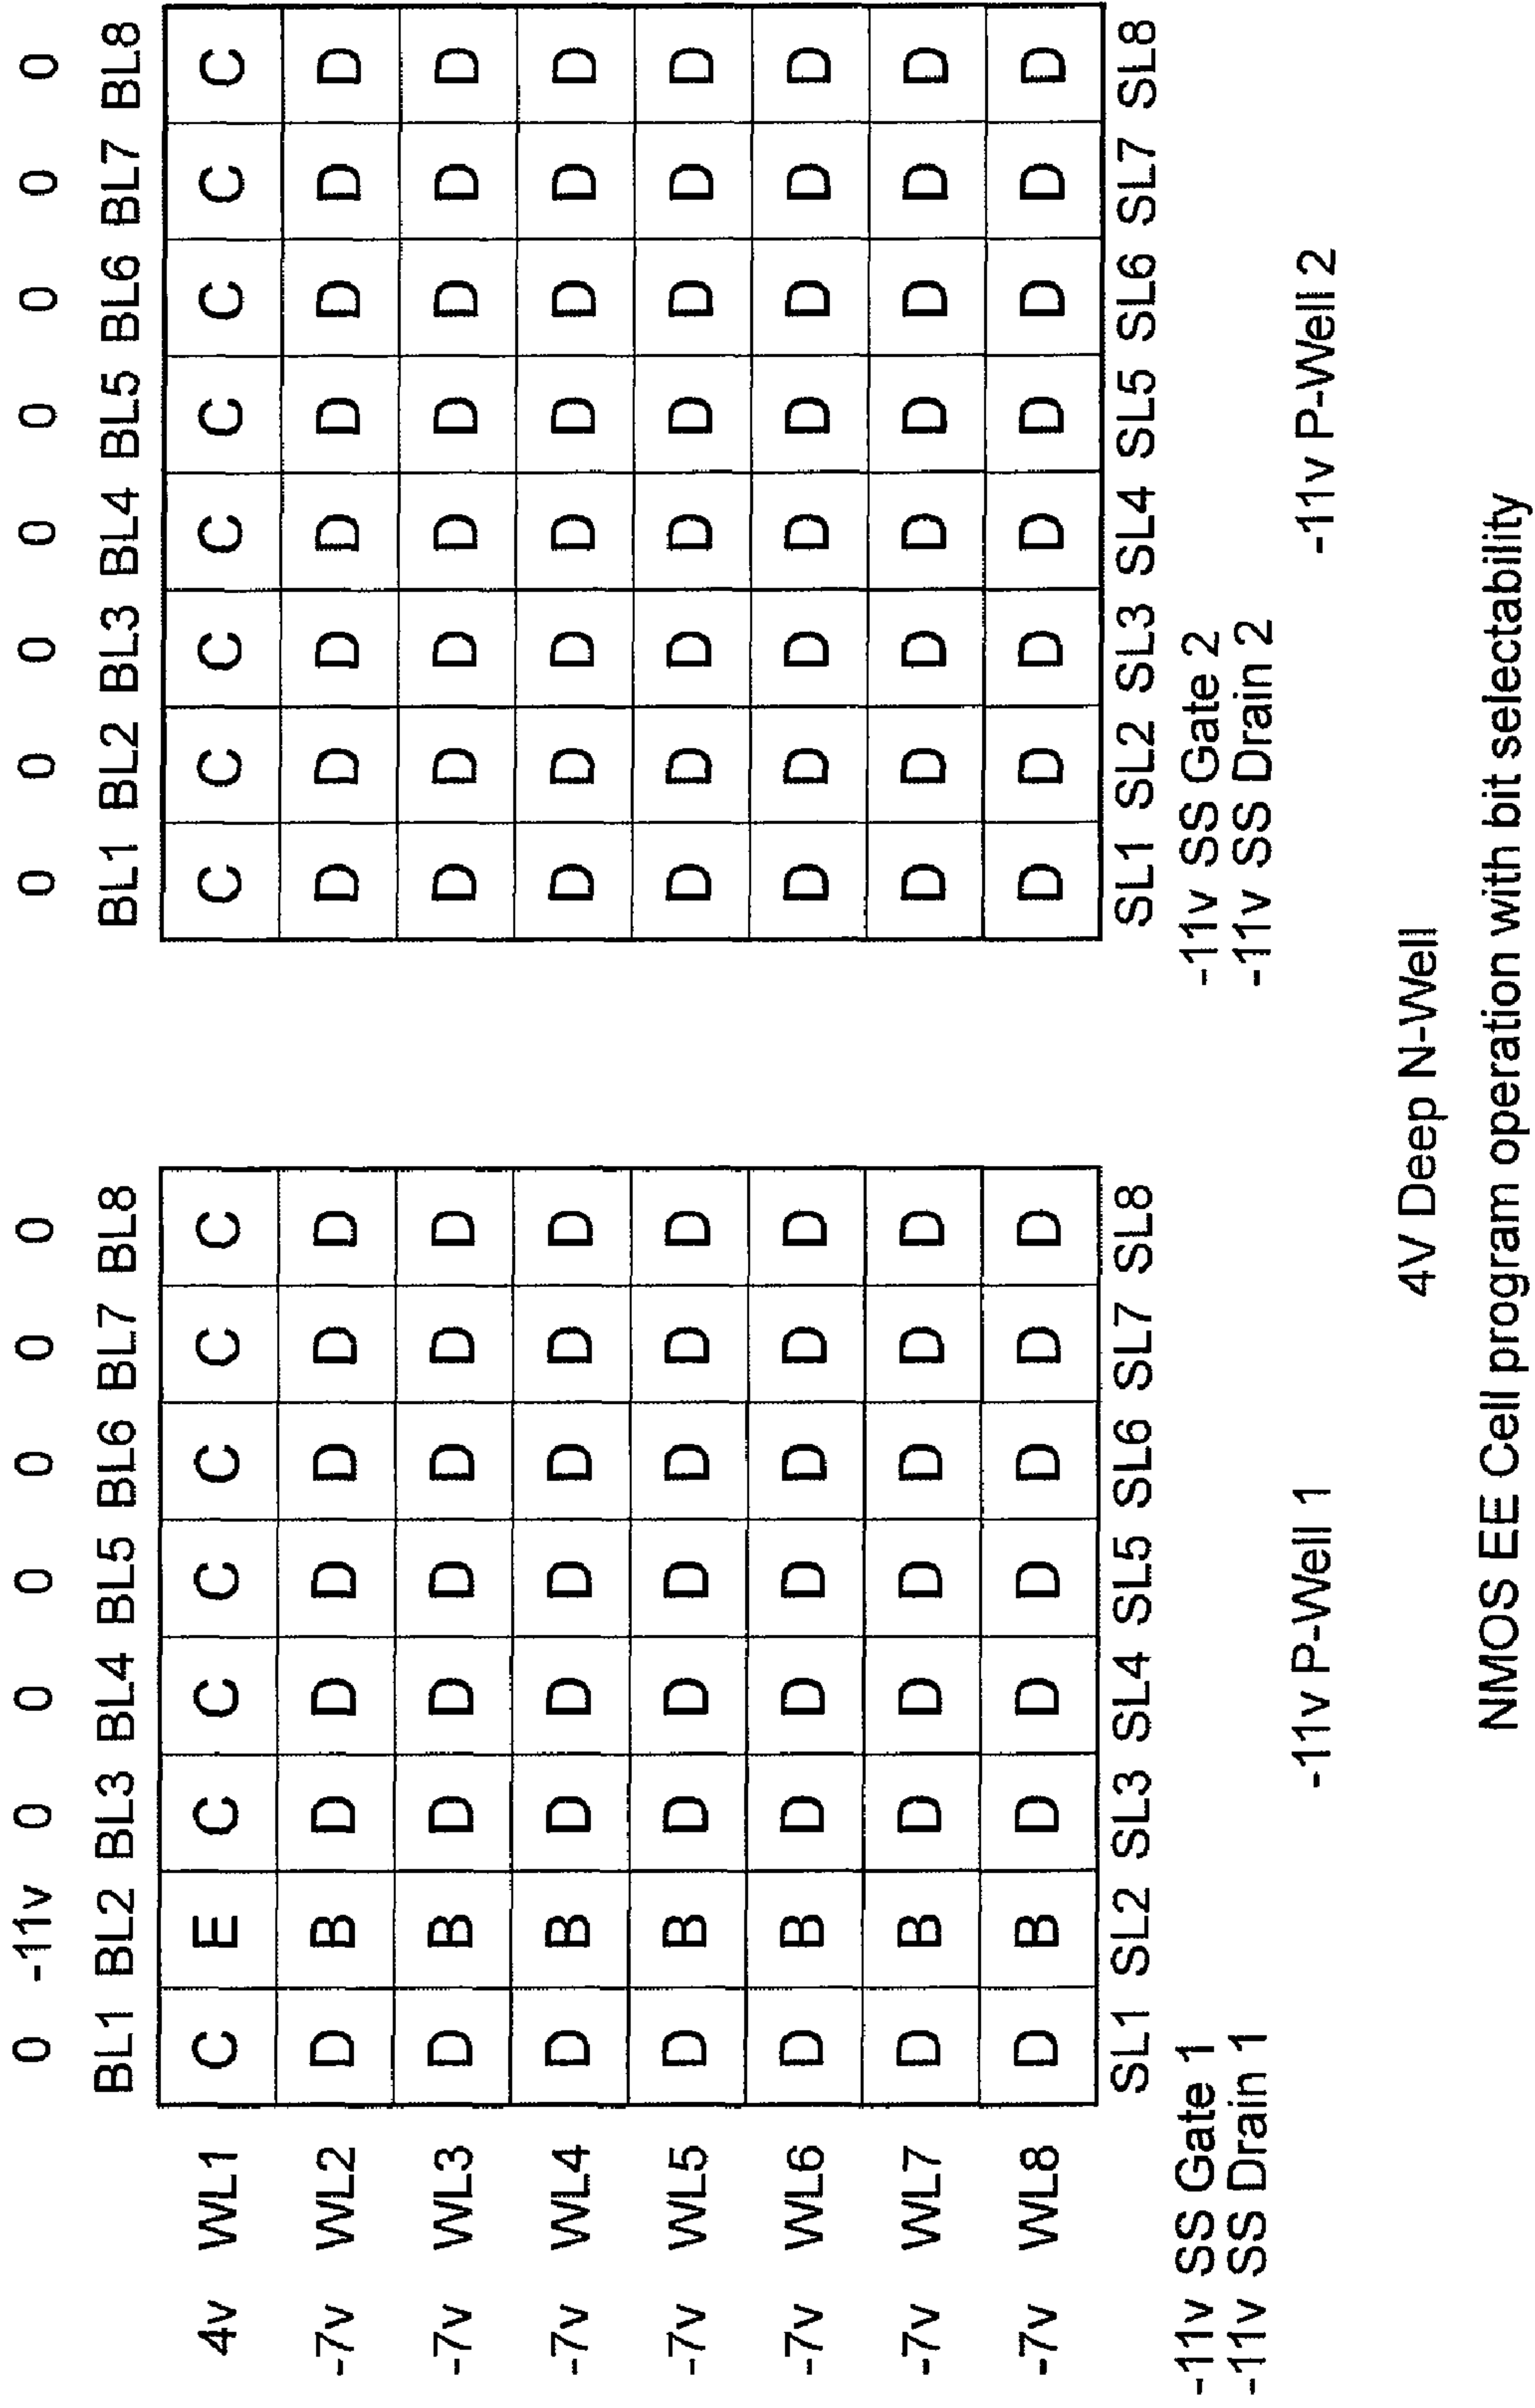 0 -11v 0 0 0 0 0 0 0 0 0 0 0 0 0 0
BL1 BL2 BL3 BL4 BL5 BL6 BL7 BL8 BL1 BL2 BL3 BL4 BL5 BL6 BL7 BL8
4v WL1 C E C C C C C C C C C C C C C C
-7v WL2 D B D D D D D D D D D D D D D D
-7v WL3 D B D D D D D D D D D D D D D D
-7v WL4 D B D D D D D D D D D D D D D D
-7v WL5 D B D D D D D D D D D D D D D D
-7v WL6 D B D D D D D D D D D D D D D D
-7v WL7 D B D D D D D D D D D D D D D D
-7v WL8 D B D D D D D D D D D D D D D D
SL1 SL2 SL3 SL4 SL5 SL6 SL7 SL8 SL1 SL2 SL3 SL4 SL5 SL6 SL7 SL8
-11v SS Gate 1 -11v SS Gate 2
-11v SS Drain 1 -11v SS Drain 2
-11v P-Well 1 -11v P-Well 2
4V Deep N-Well
NMOS EE Cell program operation with bit selectability